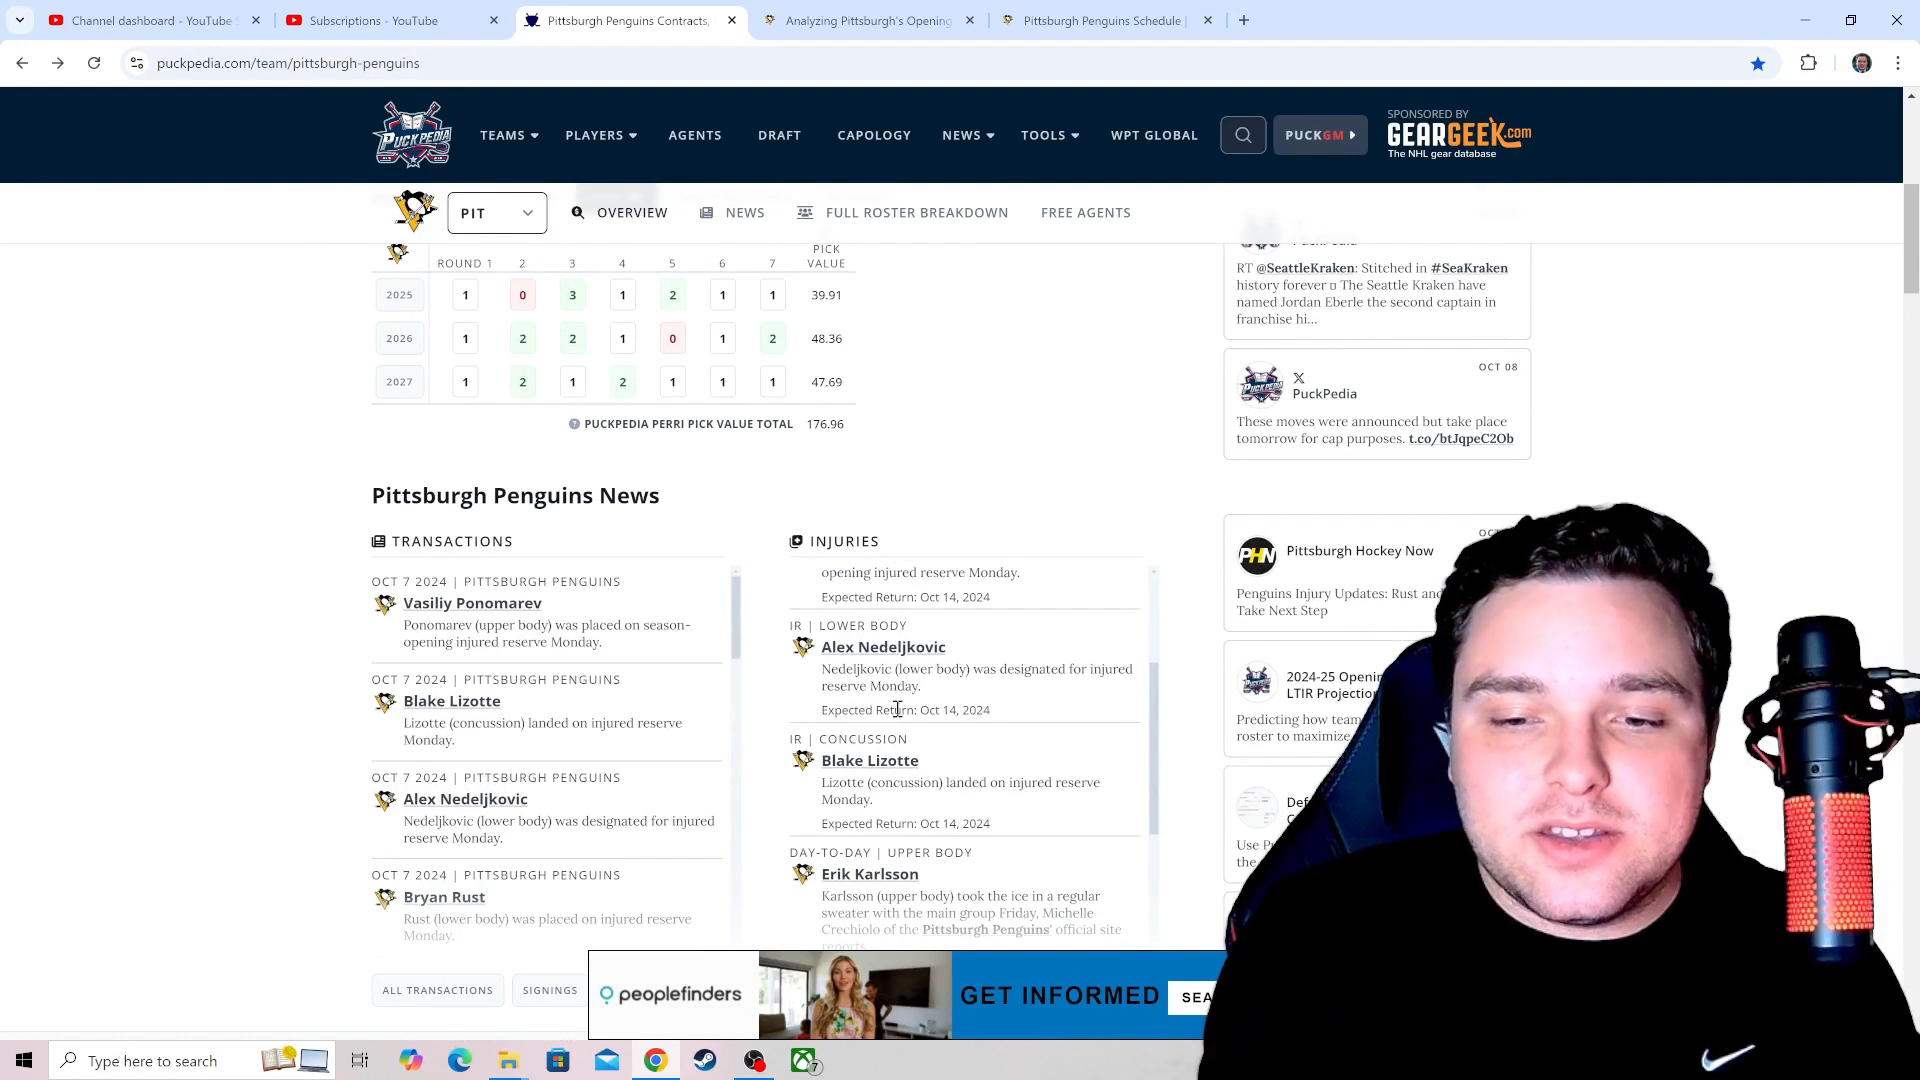 Channel dashboard - YouTube S
Subscriptions - YouTube
Pittsburgh Penguins Contracts,
Analyzing Pittsburgh's Opening
Pittsburgh Penguins Schedule |
puckpedia.com/team/pittsburgh-penguins
PUCKPEDIA
TEAMS
PLAYERS
AGENTS
DRAFT
CAPOLOGY
NEWS
TOOLS
WPT GLOBAL
PUCKGM
SPONSORED BY
GEARGEEK.com
The NHL gear database
PIT
OVERVIEW
NEWS
FULL ROSTER BREAKDOWN
FREE AGENTS
ROUND 1 2 3 4 5 6 7 PICK VALUE
2025 1 0 3 1 2 1 1 39.91
2026 1 2 2 1 0 1 2 48.36
2027 1 2 1 2 1 1 1 47.69
? PUCKPEDIA PERRI PICK VALUE TOTAL 176.96
PuckPedia
RT @SeattleKraken: Stitched in #SeaKraken
history forever The Seattle Kraken have
named Jordan Eberle the second captain in
franchise hi...
OCT 08
X
PuckPedia
These moves were announced but take place
tomorrow for cap purposes. t.co/btJqpeC2Ob
Pittsburgh Penguins News
TRANSACTIONS
OCT 7 2024 | PITTSBURGH PENGUINS
Vasiliy Ponomarev
Ponomarev (upper body) was placed on season-
opening injured reserve Monday.
OCT 7 2024 | PITTSBURGH PENGUINS
Blake Lizotte
Lizotte (concussion) landed on injured reserve
Monday.
OCT 7 2024 | PITTSBURGH PENGUINS
Alex Nedeljkovic
Nedeljkovic (lower body) was designated for injured
reserve Monday.
OCT 7 2024 | PITTSBURGH PENGUINS
Bryan Rust
Rust (lower body) was placed on injured reserve
Monday.
ALL TRANSACTIONS
SIGNINGS
INJURIES
opening injured reserve Monday.
Expected Return: Oct 14, 2024
IR | LOWER BODY
Alex Nedeljkovic
Nedeljkovic (lower body) was designated for injured
reserve Monday.
Expected Return: Oct 14, 2024
IR | CONCUSSION
Blake Lizotte
Lizotte (concussion) landed on injured reserve
Monday.
Expected Return: Oct 14, 2024
DAY-TO-DAY | UPPER BODY
Erik Karlsson
Karlsson (upper body) took the ice in a regular
sweater with the main group Friday, Michelle
Crechiolo of the Pittsburgh Penguins' official site
reports.
PHN
Pittsburgh Hockey Now
Penguins Injury Updates: Rust and
Take Next Step
2024-25 Openin
LTIR Projection
Predicting how team
roster to maximize
Def
Use P
the
peoplefinders
GET INFORMED
SEA
Type here to search
7